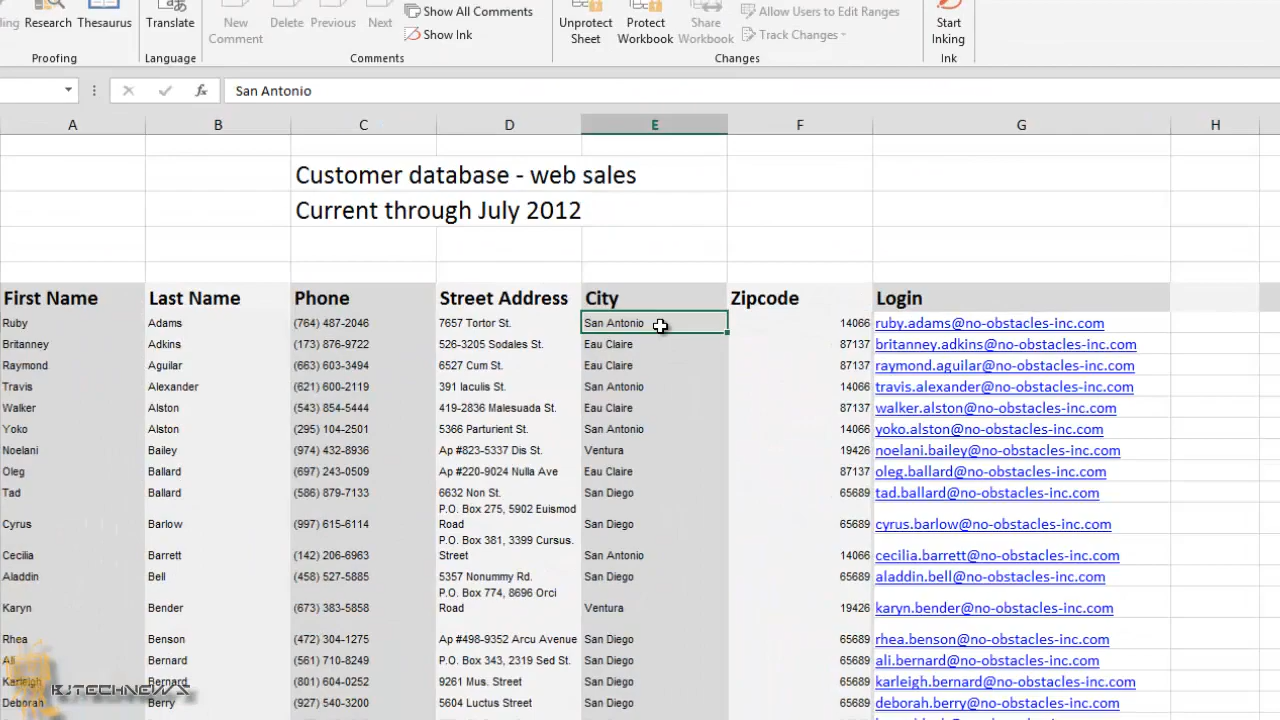 Research Thesaurus
Translate
New
Comment
Delete
Previous
Next
Show All Comments
Show Ink
Unprotect
Sheet
Protect
Workbook
Share
Workbook
Allow Users to Edit Ranges
Track Changes
Start
Inking
Proofing
Language
Comments
Changes
Ink
fx San Antonio
A B C D E F G H
Customer database - web sales
Current through July 2012
First Name Last Name Phone Street Address City Zipcode Login
Ruby Adams (764) 487-2046 7657 Tortor St. San Antonio 14066 ruby.adams@no-obstacles-inc.com
Britanney Adkins (173) 876-9722 526-3205 Sodales St. Eau Claire 87137 britanney.adkins@no-obstacles-inc.com
Raymond Aguilar (663) 603-3494 6527 Cum St. Eau Claire 87137 raymond.aguilar@no-obstacles-inc.com
Travis Alexander (621) 600-2119 391 Iaculis St. San Antonio 14066 travis.alexander@no-obstacles-inc.com
Walker Alston (543) 854-5444 419-2836 Malesuada St. Eau Claire 87137 walker.alston@no-obstacles-inc.com
Yoko Alston (295) 104-2501 5366 Parturient St. San Antonio 14066 yoko.alston@no-obstacles-inc.com
Noelani Bailey (974) 432-8936 Ap #823-5337 Dis St. Ventura 19426 noelani.bailey@no-obstacles-inc.com
Oleg Ballard (697) 243-0509 Ap #220-9024 Nulla Ave Eau Claire 87137 oleg.ballard@no-obstacles-inc.com
Tad Ballard (586) 879-7133 6632 Non St. San Diego 65689 tad.ballard@no-obstacles-inc.com
P.O. Box 275, 5902 Euismod
Cyrus Barlow (997) 615-6114 Road San Diego 65689 cyrus.barlow@no-obstacles-inc.com
P.O. Box 381, 3399 Cursus.
Cecilia Barrett (142) 206-6963 Street San Antonio 14066 cecilia.barrett@no-obstacles-inc.com
Aladdin Bell (458) 527-5885 5357 Nonummy Rd. San Diego 65689 aladdin.bell@no-obstacles-inc.com
P.O. Box 774, 8696 Orci
Karyn Bender (673) 383-5858 Road Ventura 19426 karyn.bender@no-obstacles-inc.com
Rhea Benson (472) 304-1275 Ap #498-9352 Arcu Avenue San Diego 65689 rhea.benson@no-obstacles-inc.com
Ali Bernard (561) 710-8249 P.O. Box 343, 2319 Sed St. San Diego 65689 ali.bernard@no-obstacles-inc.com
Karleigh Bernard (801) 604-0252 9261 Mus. Street San Diego 65689 karleigh.bernard@no-obstacles-inc.com
Deborah Berry (927) 540-3200 5604 Luctus Street San Diego 65689 deborah.berry@no-obstacles-inc.com
BJTECHNEWS